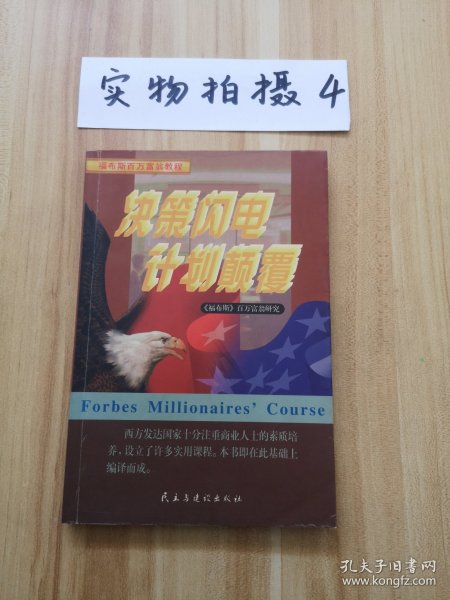 实物拍摄4
福布斯百万富翁教程
决策闪电
计划颠覆
《福布斯》百万富翁研究
Forbes Millionaires' Course
西方发达国家十分注重商业人士的素质培
养，设立了许多实用课程。本书即在此基础上
编译而成。
民主与建设出版社
孔夫子旧书网
www.kongfz.com